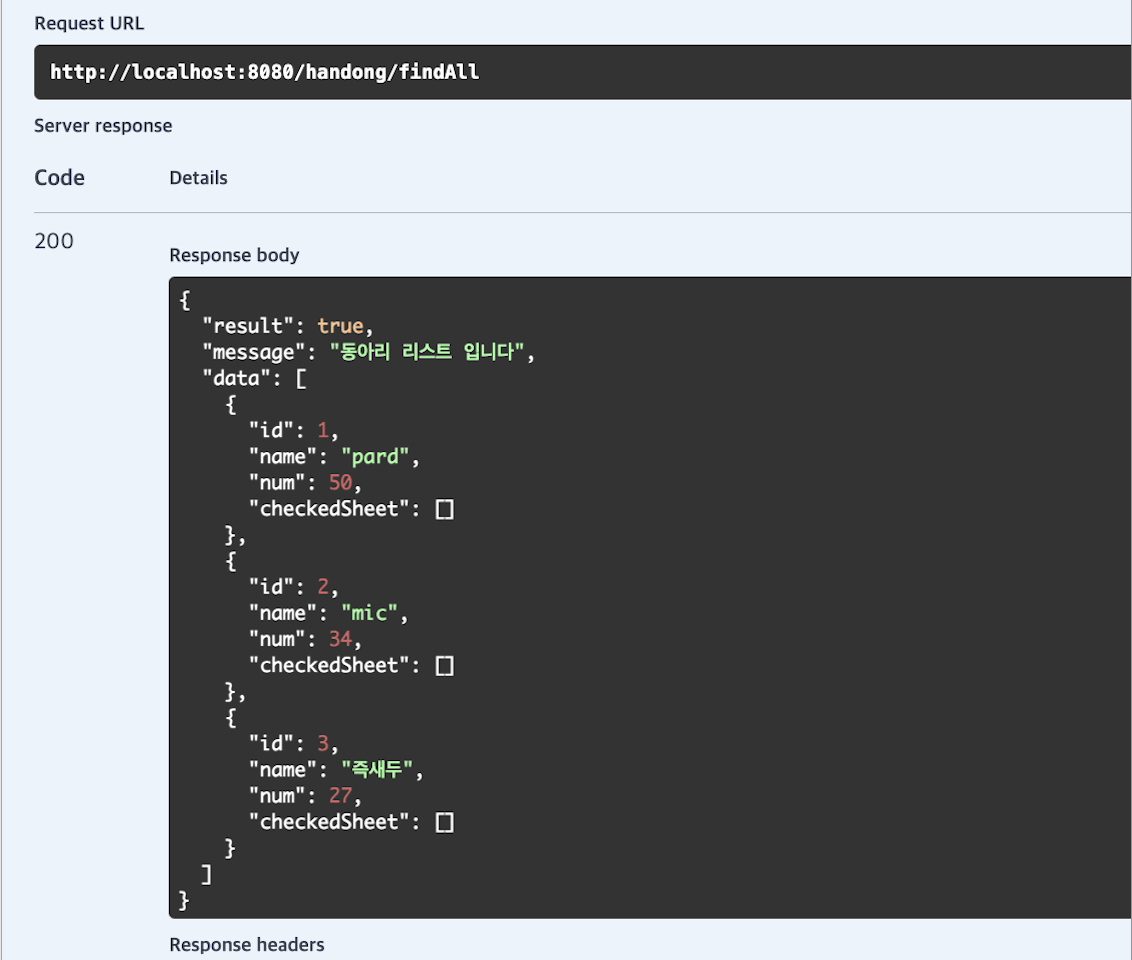 Request URL
http://localhost:8080/handong/findAll
Server response
Code Details
200
Response body
{
"result": true,
"message": "동아리 리스트 입니다",
"data": [
{
"id": 1,
"name": "pard",
"num": 50,
"checkedSheet": []
},
{
"id": 2,
"name": "mic",
"num": 34,
"checkedSheet": []
},
{
"id": 3,
"name": "즉새두",
"num": 27,
"checkedSheet": []
}
]
}
Response headers